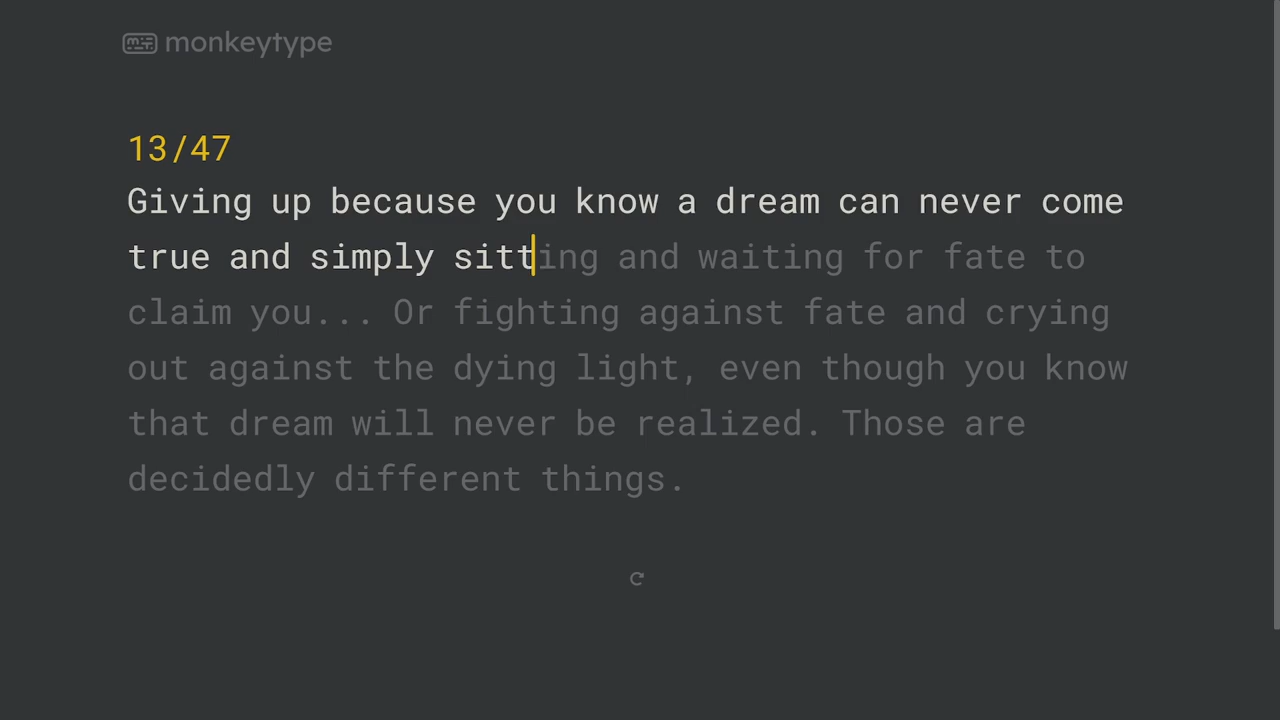 monkeytype
13/47
Giving up because you know a dream can never come
true and simply sitting and waiting for fate to
claim you... Or fighting against fate and crying
out against the dying light, even though you know
that dream will never be realized. Those are
decidedly different things.